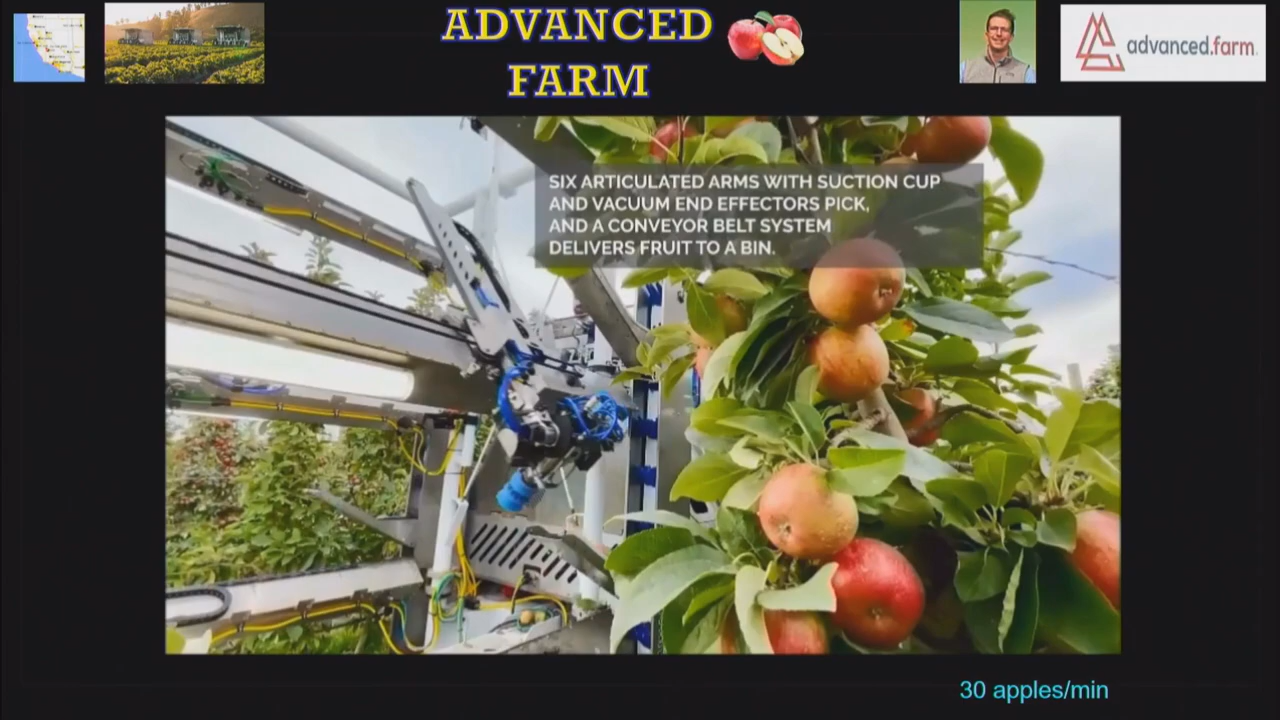 ADVANCED
FARM
advanced.farm
SIX ARTICULATED ARMS WITH SUCTION CUP
AND VACUUM END EFFECTORS PICK,
AND A CONVEYOR BELT SYSTEM
DELIVERS FRUIT TO A BIN.
30 apples/min